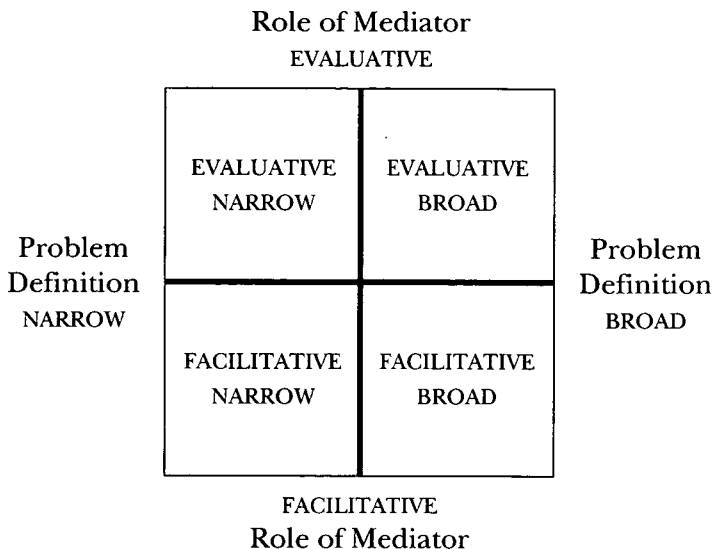 Role of Mediator
EVALUATIVE
EVALUATIVE
NARROW
EVALUATIVE
BROAD
Problem
Definition
NARROW
Problem
Definition
BROAD
FACILITATIVE
NARROW
FACILITATIVE
BROAD
FACILITATIVE
Role of Mediator